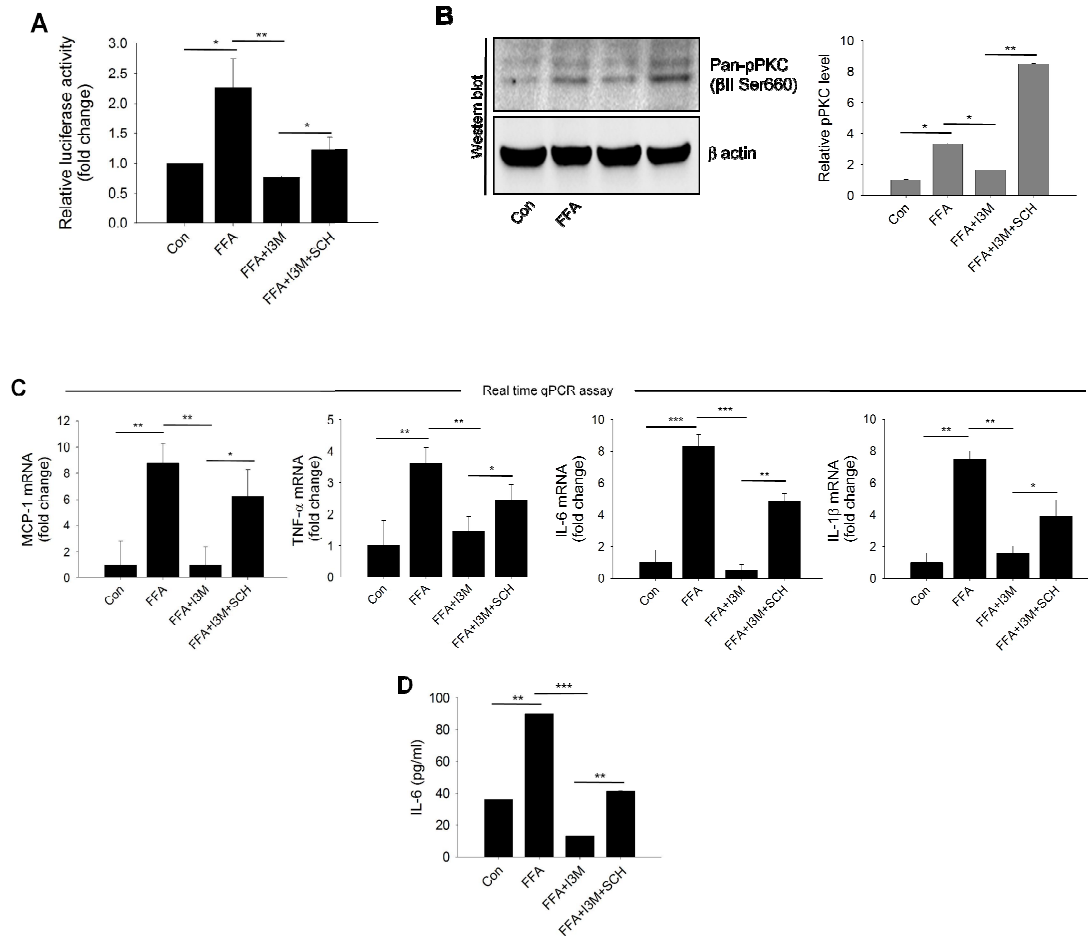 A
Relative luciferase activity
(fold change)
3.0
2.5
2.0
1.5
1.0
0.5
0.0
*
**
*
Con
FFA
FFA+I3M
FFA+I3M+SCH
B
Western blot
Pan-pPKC
(βII Ser660)
β actin
Con
FFA
Relative pPKC level
10
8
6
4
2
0
*
*
**
Con
FFA
FFA+I3M
FFA+I3M+SCH
C
Real time qPCR assay
MCP-1 mRNA
(fold change)
12
10
8
6
4
2
0
**
**
*
Con
FFA
FFA+I3M
FFA+I3M+SCH
TNF-α mRNA
(fold change)
5
4
3
2
1
0
**
**
*
Con
FFA
FFA+I3M
FFA+I3M+SCH
IL-6 mRNA
(fold change)
10
8
6
4
2
0
***
***
**
Con
FFA
FFA+I3M
FFA+I3M+SCH
IL-1β mRNA
(fold change)
10
8
6
4
2
0
**
**
*
Con
FFA
FFA+I3M
FFA+I3M+SCH
D
IL-6 (pg/ml)
100
80
60
40
20
0
**
***
**
Con
FFA
FFA+I3M
FFA+I3M+SCH